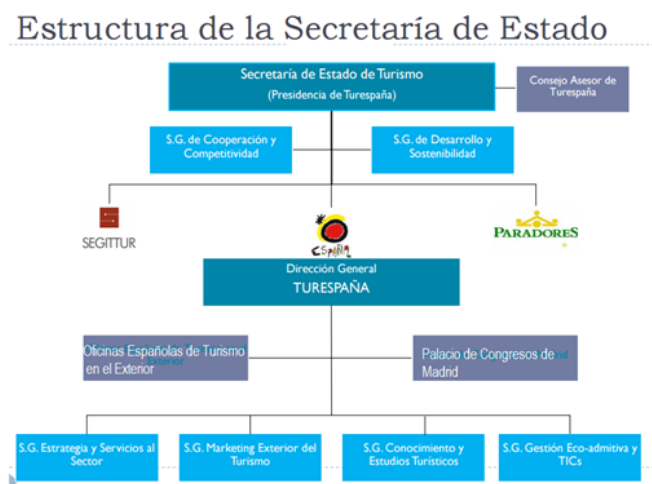 Estructura de la Secretaría de Estado
Secretaría de Estado de Turismo
(Presidencia de Turespaña)
Consejo Asesor de
Turespaña
S.G. de Cooperación y
Competitividad
S.G. de Desarrollo y
Sostenibilidad
SEGITTUR
ESPAÑA
PARADORES
Dirección General
TURESPAÑA
Oficinas Españolas de Turismo
en el Exterior
Palacio de Congresos de
Madrid
S.G. Estrategia y Servicios al
Sector
S.G. Marketing Exterior del
Turismo
S.G. Conocimiento y
Estudios Turísticos
S.G. Gestión Eco-admitiva y
TICs